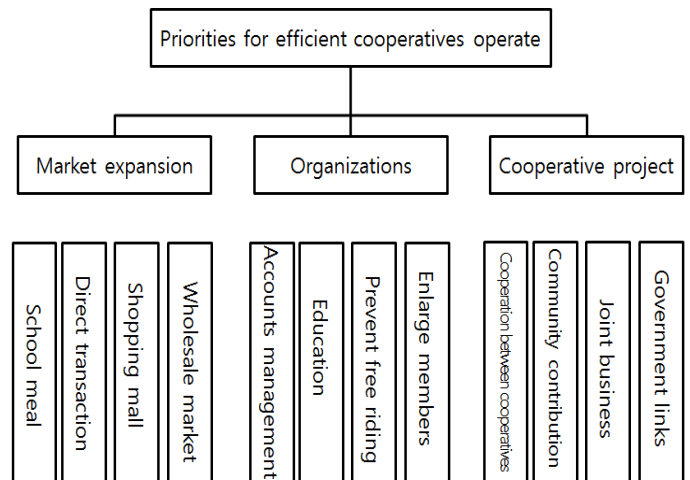 Priorities for efficient cooperatives operate
Market expansion
Organizations
Cooperative project
School meal
Direct transaction
Shopping mall
Wholesale market
Accounts management
Education
Prevent free riding
Enlarge members
Cooperation between cooperatives
Community contribution
Joint business
Government links